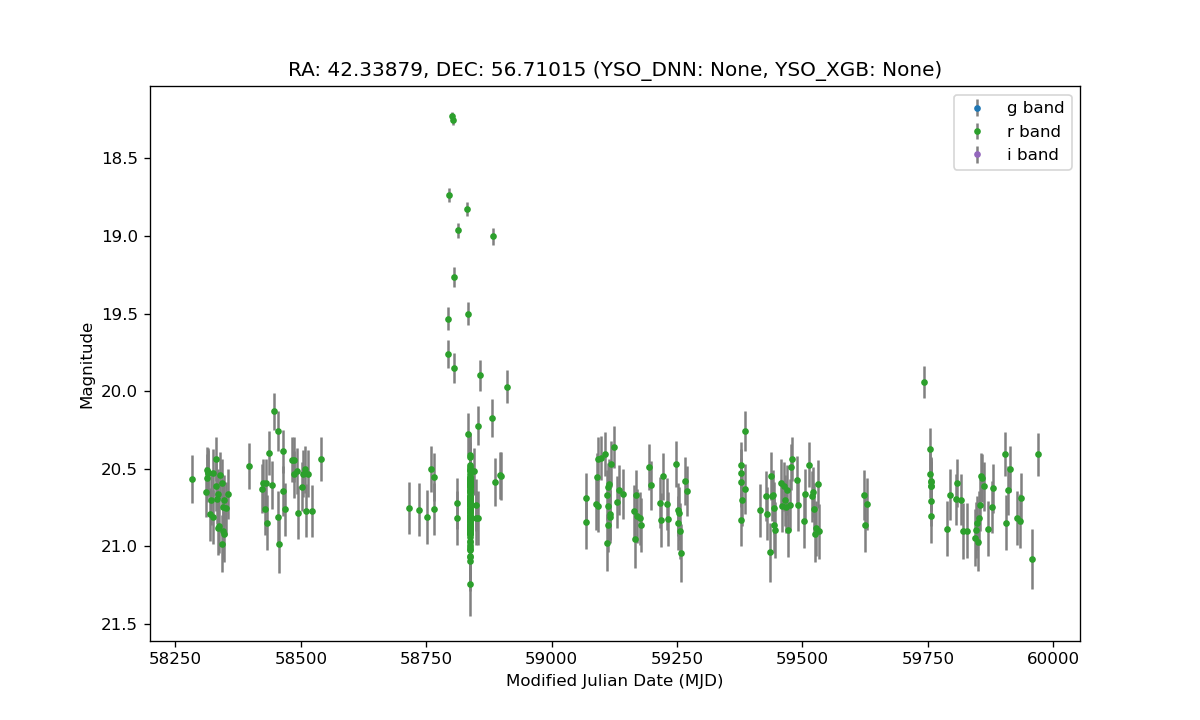 RA: 42.33879, DEC: 56.71015 (YSO_DNN: None, YSO_XGB: None)
g band
r band
i band
18.5
19.0
19.5
20.0
20.5
21.0
21.5
Magnitude
58250
58500
58750
59000
59250
59500
59750
60000
Modified Julian Date (MJD)